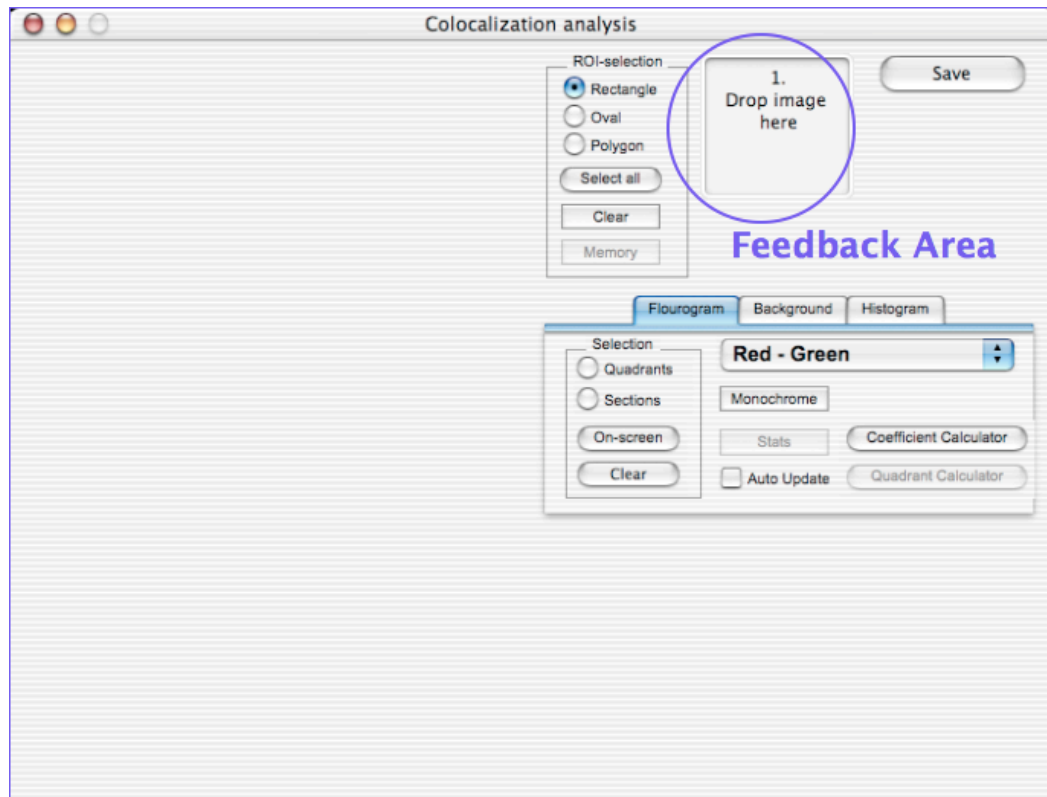 Colocalization analysis
ROI-selection
Rectangle
Oval
Polygon
Select all
Clear
Memory
1.
Drop image
here
Save
Feedback Area
Flourogram
Background
Histogram
Selection
Quadrants
Sections
On-screen
Clear
Red - Green
Monochrome
Stats
Coefficient Calculator
Auto Update
Quadrant Calculator